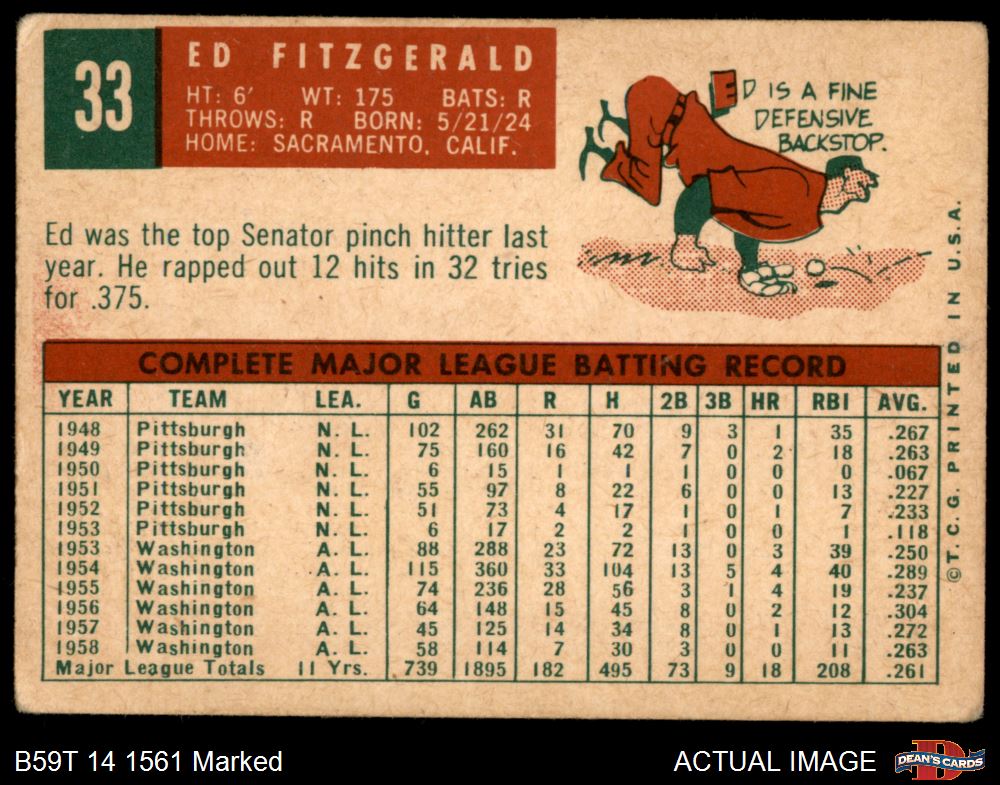 33
ED FITZGERALD
HT: 6' WT: 175 BATS: R
THROWS: R BORN: 5/21/24
HOME: SACRAMENTO, CALIF.
ED IS A FINE
DEFENSIVE
BACKSTOP.
Ed was the top Senator pinch hitter last
year. He rapped out 12 hits in 32 tries
for .375.
COMPLETE MAJOR LEAGUE BATTING RECORD
YEAR TEAM LEA. G AB R H 2B 3B HR RBI AVG.
1948 Pittsburgh N. L. 102 262 31 70 9 3 1 35 .267
1949 Pittsburgh N. L. 75 160 16 42 7 0 2 18 .263
1950 Pittsburgh N. L. 6 15 1 1 1 0 0 0 .067
1951 Pittsburgh N. L. 55 97 8 22 6 0 0 13 .227
1952 Pittsburgh N. L. 51 73 4 17 1 0 1 7 .233
1953 Pittsburgh N. L. 6 17 2 2 1 0 0 1 .118
1953 Washington A. L. 88 288 23 72 13 0 3 39 .250
1954 Washington A. L. 115 360 33 104 13 5 4 40 .289
1955 Washington A. L. 74 236 28 56 3 1 4 19 .237
1956 Washington A. L. 64 148 15 45 8 0 2 12 .304
1957 Washington A. L. 45 125 14 34 8 0 1 13 .272
1958 Washington A. L. 58 114 7 30 3 0 0 11 .263
Major League Totals 11 Yrs. 739 1895 182 495 73 9 18 208 .261
©T.C.G. PRINTED IN U.S.A.
B59T 14 1561 Marked
ACTUAL IMAGE
D
DEAN'S CARDS